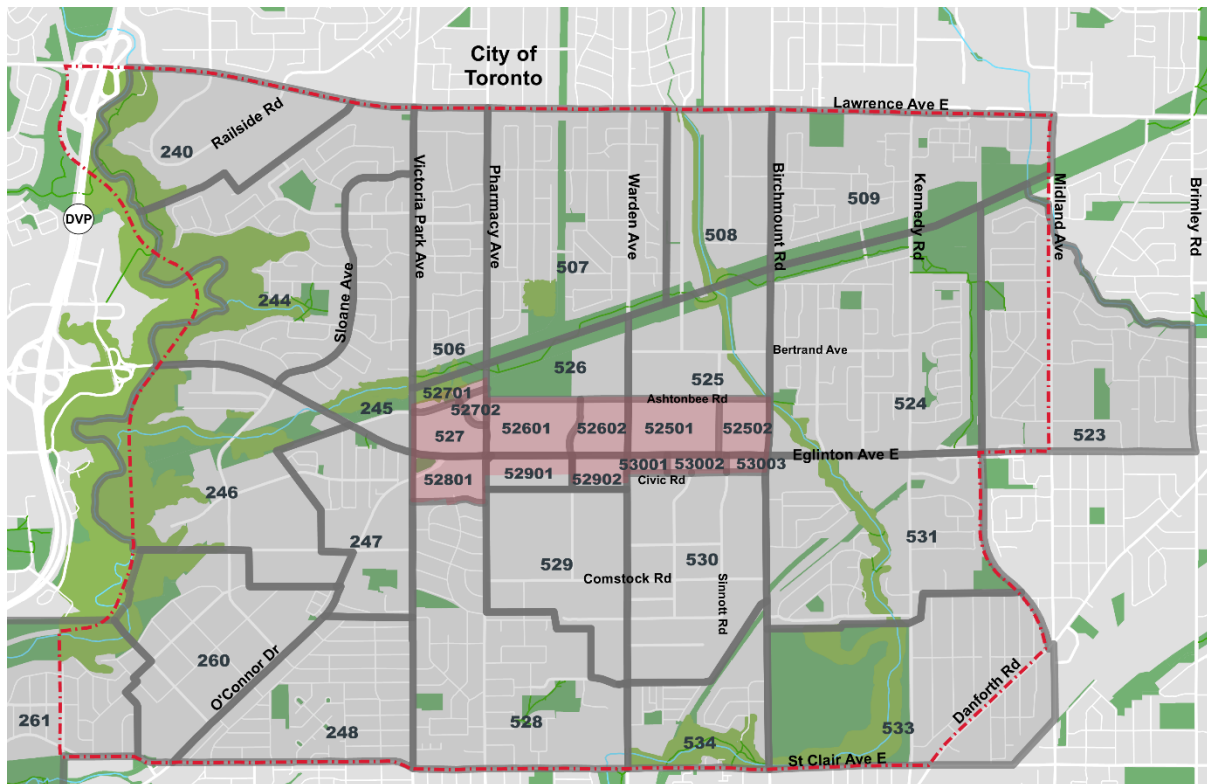 City of
Toronto
Lawrence Ave E
Railside Rd
240
Victoria Park Ave
Pharmacy Ave
Warden Ave
Birchmount Rd
Kennedy Rd
Midland Ave
Brimley Rd
509
DVP
508
507
244
Sloane Ave
506
526
Bertrand Ave
525
52701
Ashtonbee Rd
245
52702
524
527
52601
52602
52501
52502
523
Eglinton Ave E
52801
52901
52902
53001
53002
53003
Civic Rd
246
247
531
529
530
Comstock Rd
Sinnott Rd
260
O'Connor Dr
Danforth Rd
261
248
528
534
533
St Clair Ave E